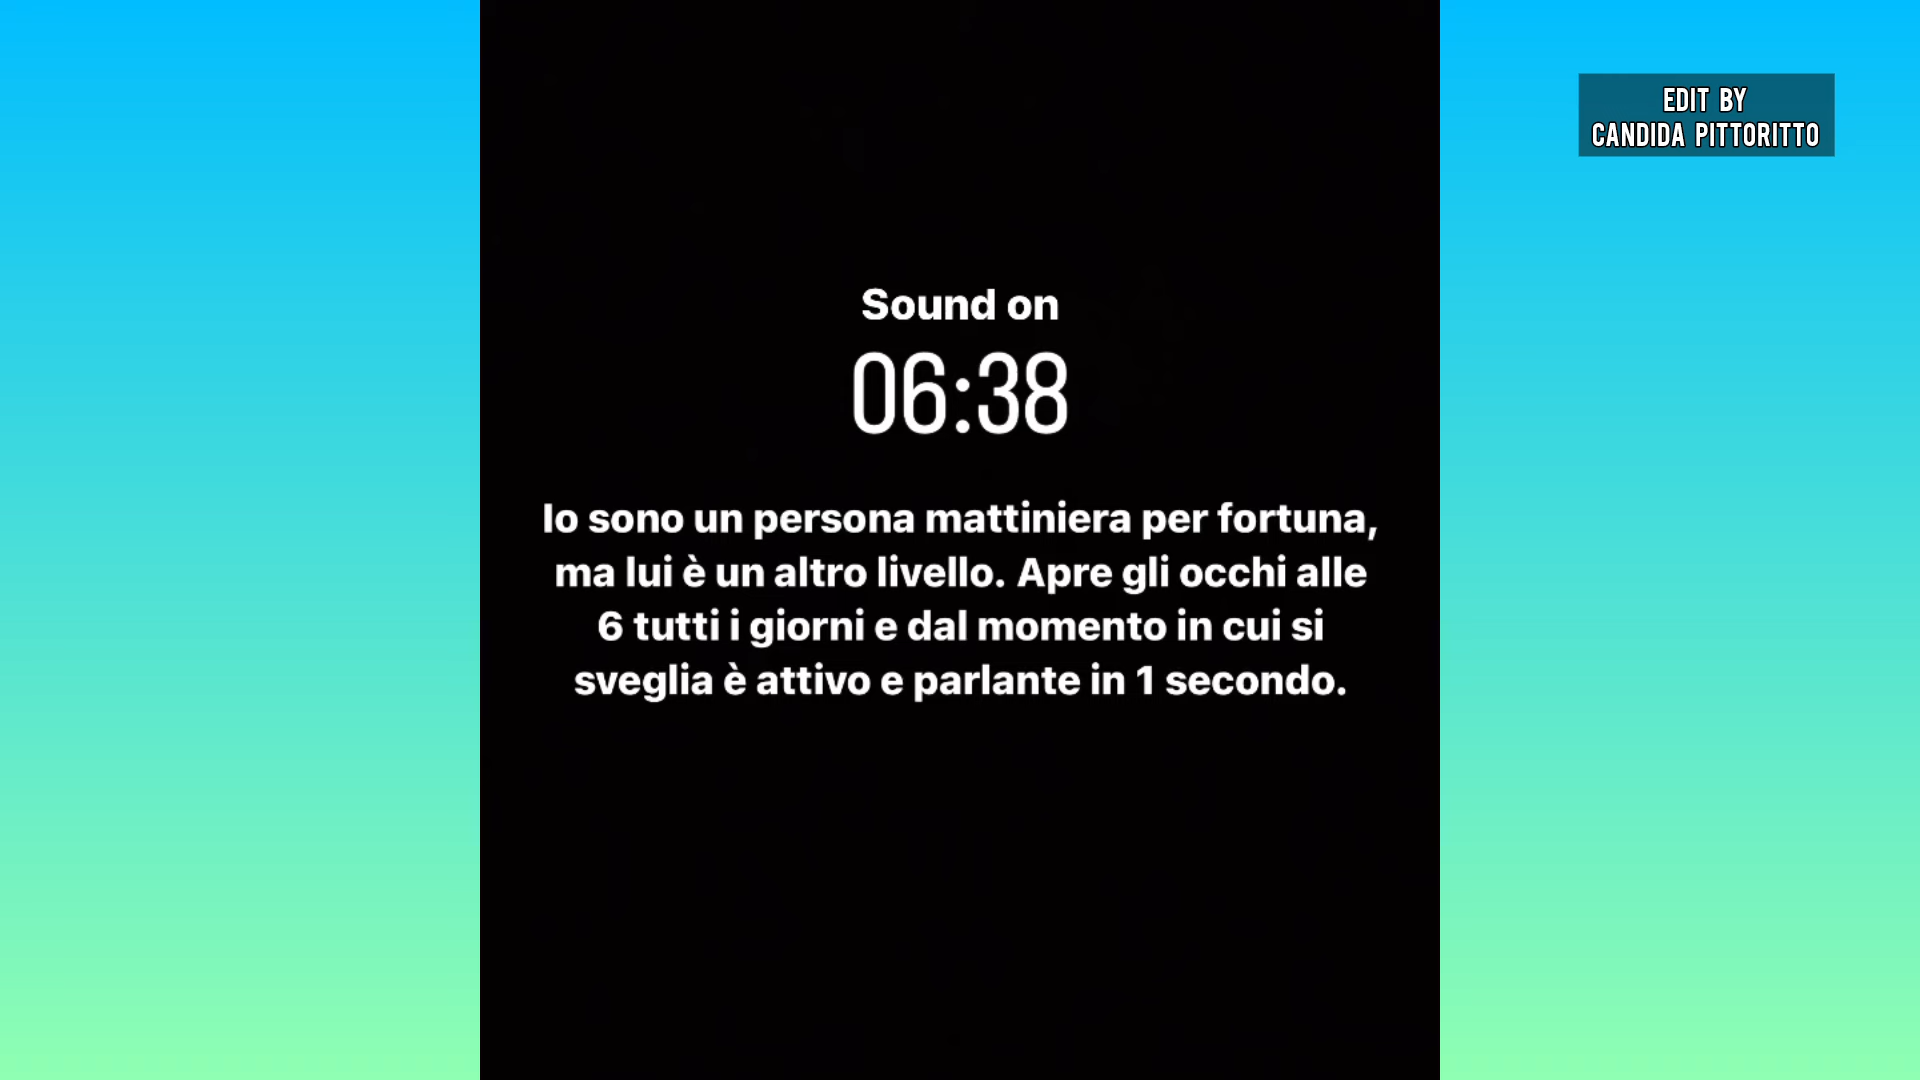 EDIT BY
CANDIDA PITTORITTO
Sound on
06:38
Io sono un persona mattiniera per fortuna,
ma lui è un altro livello. Apre gli occhi alle
6 tutti i giorni e dal momento in cui si
sveglia è attivo e parlante in 1 secondo.